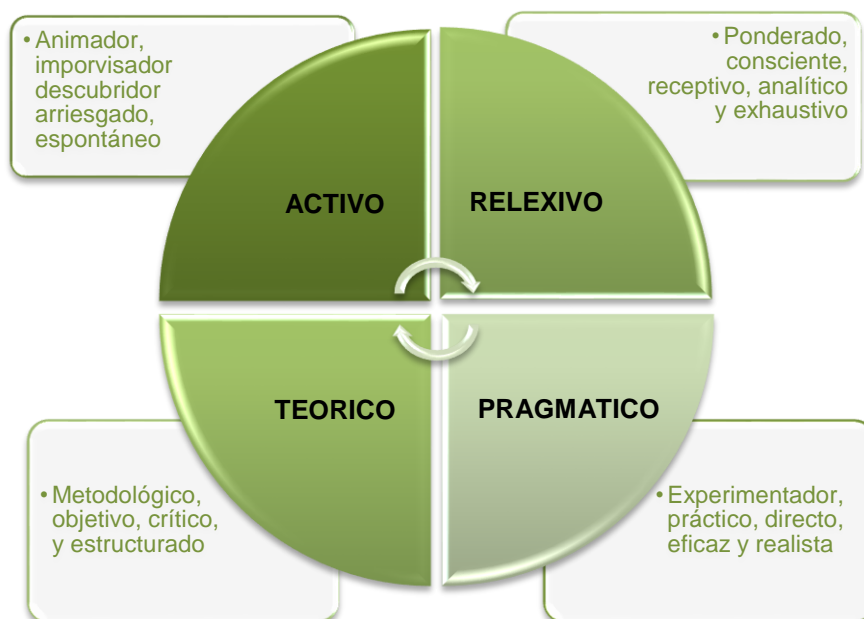 • Animador,
imporvisador
descubridor
arriesgado,
espontáneo
• Ponderado,
consciente,
receptivo, analítico
y exhaustivo
ACTIVO
RELEXIVO
TEORICO
PRAGMATICO
• Metodológico,
objetivo, crítico,
y estructurado
• Experimentador,
práctico, directo,
eficaz y realista